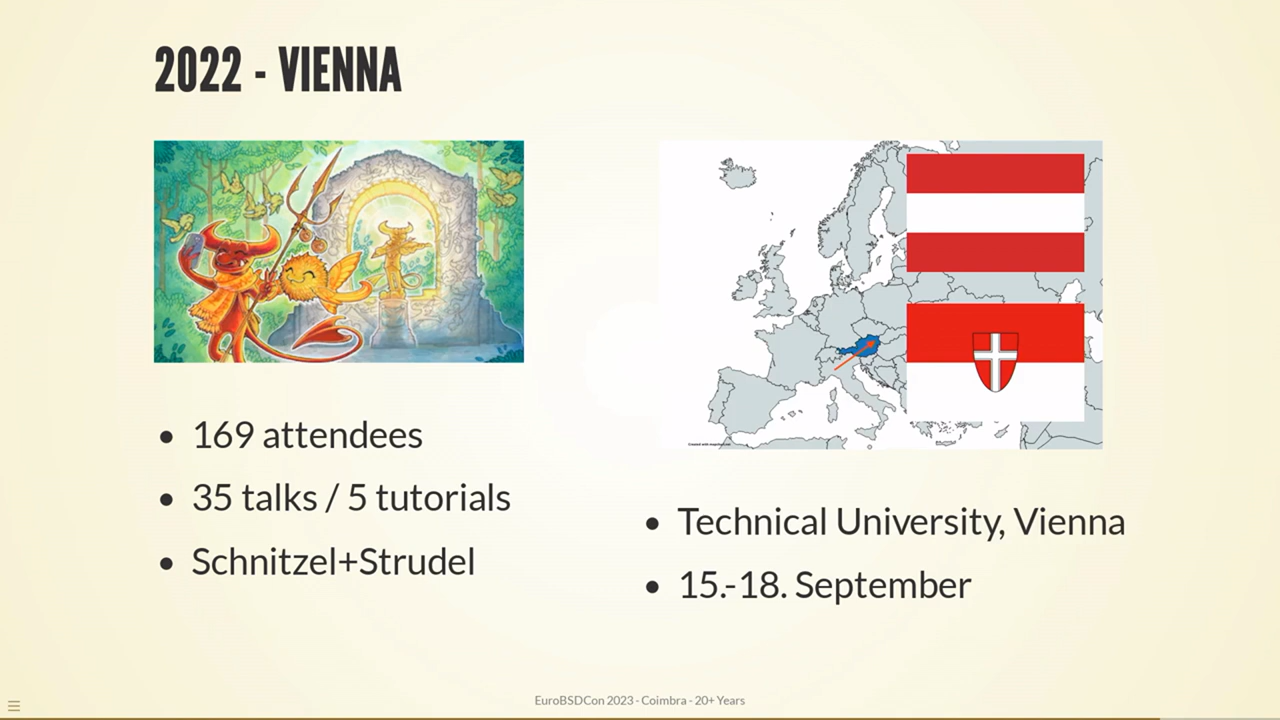 2022 - VIENNA
169 attendees
35 talks / 5 tutorials
Schnitzel+Strudel
Technical University, Vienna
15.-18. September
EuroBSDCon 2023 - Coimbra - 20+ Years